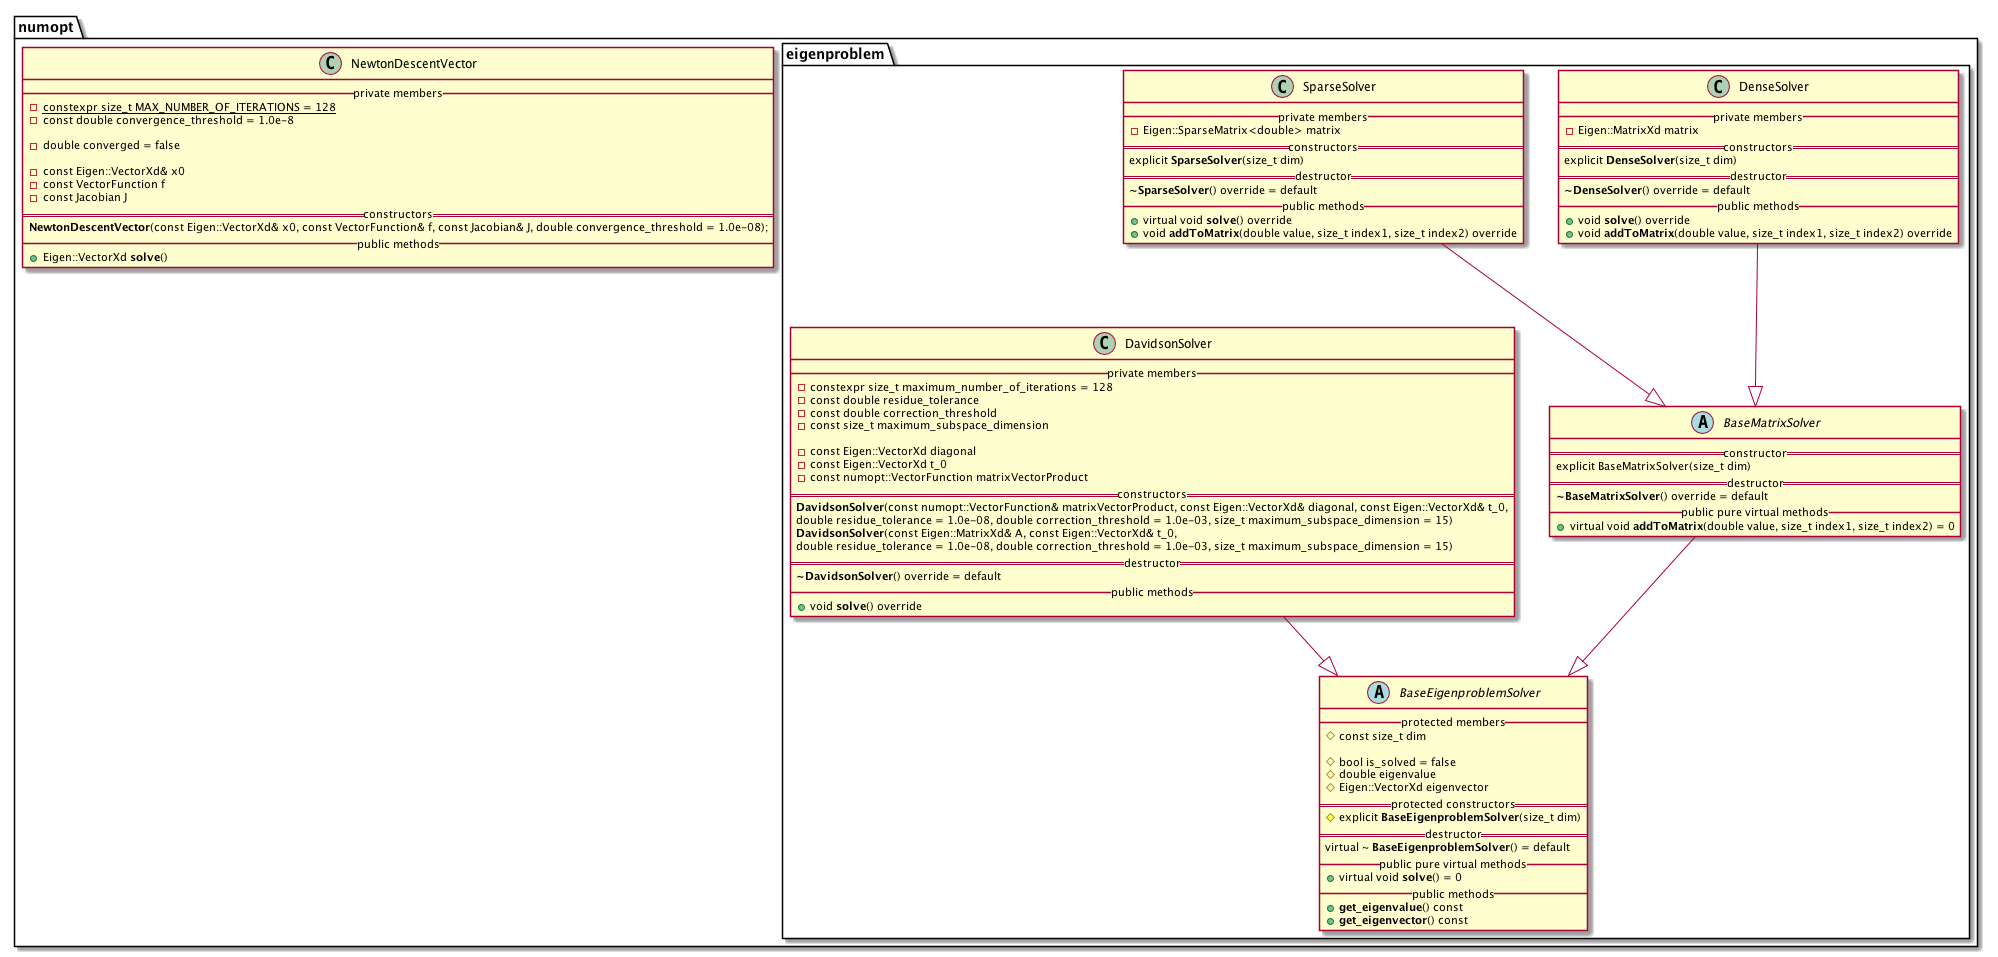 numopt
NewtonDescentVector
private members
constexpr size_t MAX_NUMBER_OF_ITERATIONS = 128
const double convergence_threshold = 1.0e-8
double converged = false
const Eigen::VectorXd& x0
const VectorFunction f
const Jacobian J
constructors
NewtonDescentVector(const Eigen::VectorXd& x0, const VectorFunction& f, const Jacobian& J, double convergence_threshold = 1.0e-08);
public methods
Eigen::VectorXd solve()
eigenproblem
C SparseSolver
private members
Eigen::SparseMatrix<double> matrix
constructors
explicit SparseSolver(size_t dim)
destructor
~SparseSolver() override = default
public methods
virtual void solve() override
void addToMatrix(double value, size_t index1, size_t index2) override
C DenseSolver
private members
Eigen::MatrixXd matrix
constructors
explicit DenseSolver(size_t dim)
destructor
~DenseSolver() override = default
public methods
void solve() override
void addToMatrix(double value, size_t index1, size_t index2) override
C DavidsonSolver
private members
constexpr size_t maximum_number_of_iterations = 128
const double residue_tolerance
const double correction_threshold
const size_t maximum_subspace_dimension
const Eigen::VectorXd diagonal
const Eigen::VectorXd t_0
const numopt::VectorFunction matrixVectorProduct
constructors
DavidsonSolver(const numopt::VectorFunction& matrixVectorProduct, const Eigen::VectorXd& diagonal, const Eigen::VectorXd& t_0,
double residue_tolerance = 1.0e-08, double correction_threshold = 1.0e-03, size_t maximum_subspace_dimension = 15)
DavidsonSolver(const Eigen::MatrixXd& A, const Eigen::VectorXd& t_0,
double residue_tolerance = 1.0e-08, double correction_threshold = 1.0e-03, size_t maximum_subspace_dimension = 15)
destructor
~DavidsonSolver() override = default
public methods
void solve() override
A BaseMatrixSolver
constructor
explicit BaseMatrixSolver(size_t dim)
destructor
~BaseMatrixSolver() override = default
public pure virtual methods
virtual void addToMatrix(double value, size_t index1, size_t index2) = 0
A BaseEigenproblemSolver
protected members
const size_t dim
bool is_solved = false
double eigenvalue
Eigen::VectorXd eigenvector
protected constructors
explicit BaseEigenproblemSolver(size_t dim)
destructor
virtual ~ BaseEigenproblemSolver() = default
public pure virtual methods
virtual void solve() = 0
public methods
get_eigenvalue() const
get_eigenvector() const